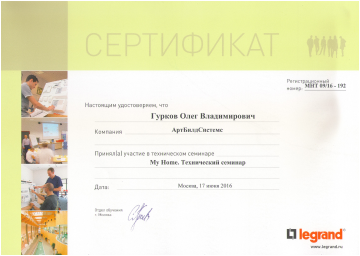 СЕРТИФИКАТ
Регистрационный
номер: МНТ 09/16 - 192
Настоящим удостоверяем, что
Гурков Олег Владимирович
Компания АртБилдСистемс
Принял(а) участие в техническом семинаре
My Home. Технический семинар
Дата: Москва, 17 июня 2016
Отдел обучения
г. Москва
legrand
www.legrand.ru